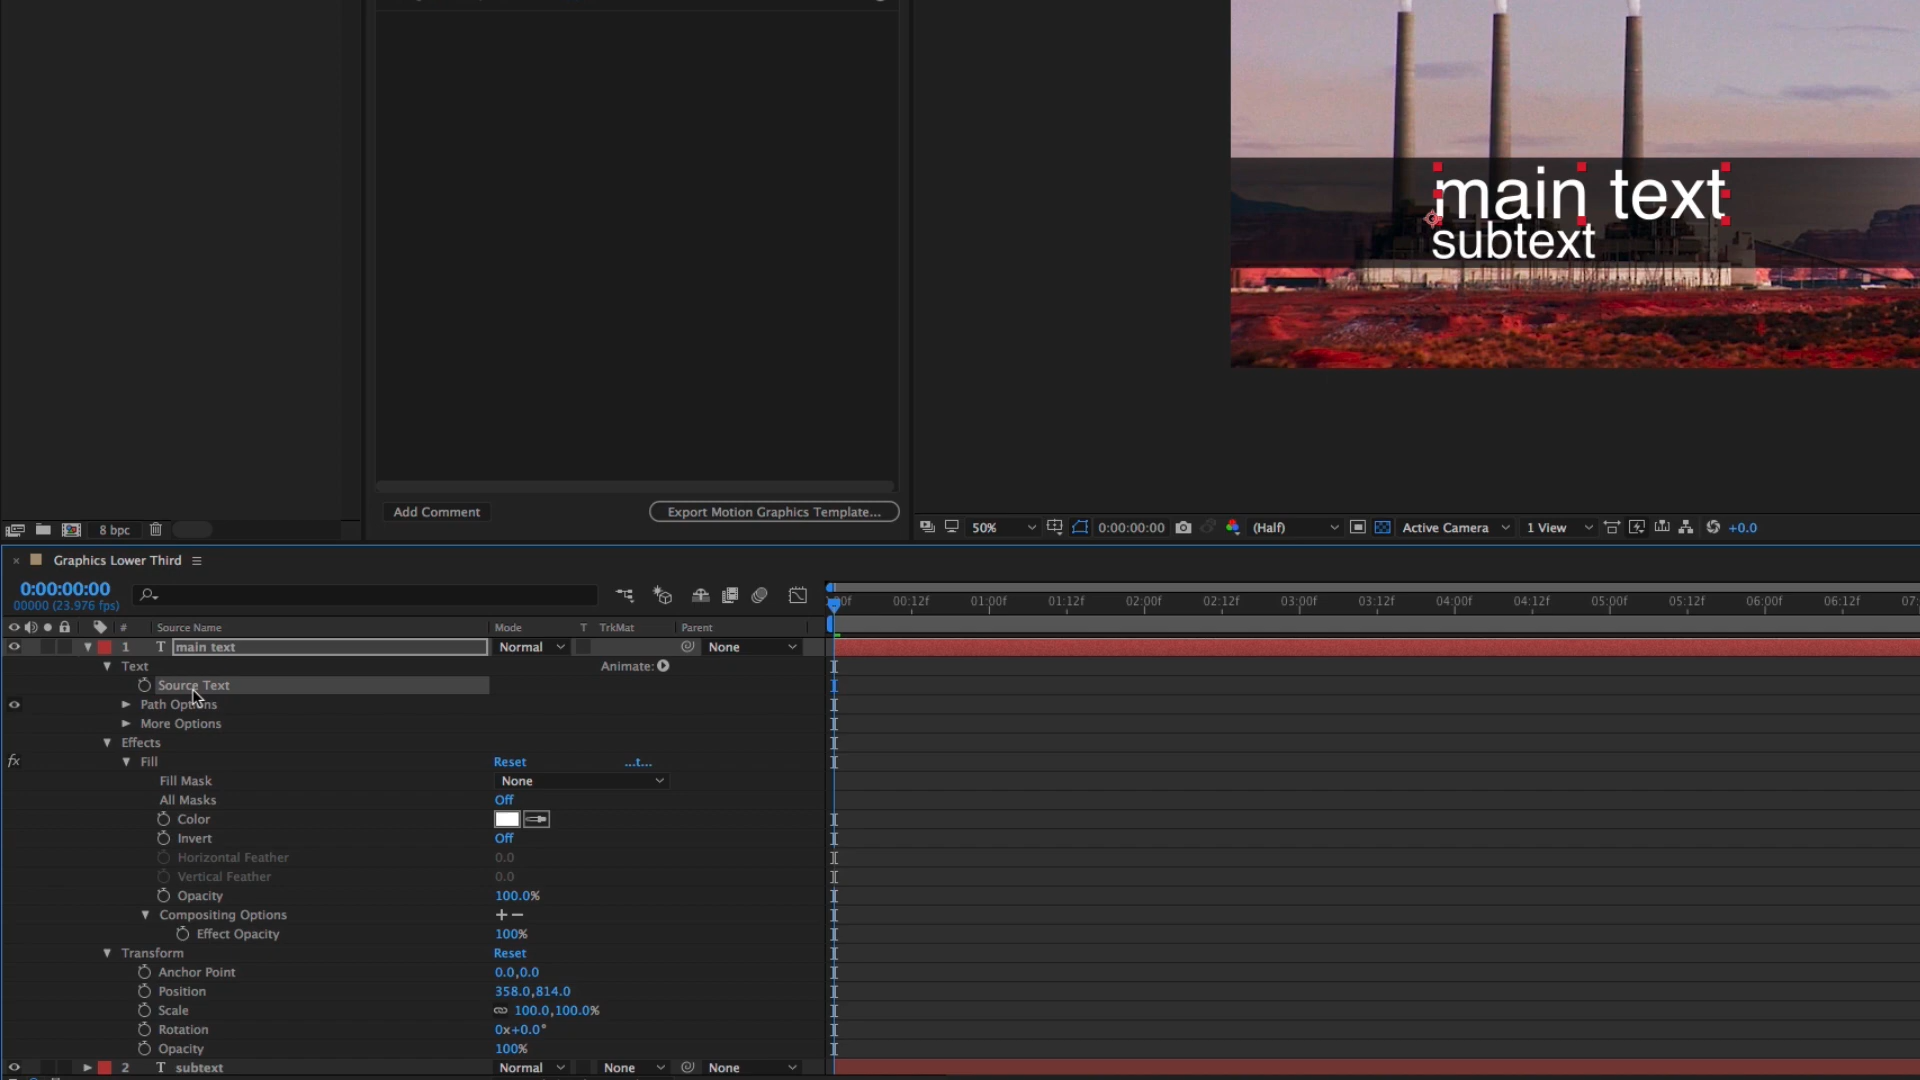 main text
subtext
Add Comment
Export Motion Graphics Template...
8 bpc
50%
0:00:00:00
(Half)
Active Camera
1 View
+0.0
Graphics Lower Third
0:00:00:00
00000 (23.976 fps)
00:12f
01:00f
01:12f
02:00f
02:12f
03:00f
03:12f
04:00f
04:12f
05:00f
05:12f
06:00f
06:12f
#
Source Name
Mode
T
TrkMat
Parent
1
T
main text
Normal
None
Text
Animate:
Source Text
Path Options
More Options
Effects
fx
Fill
Reset
...t...
Fill Mask
None
All Masks
Off
Color
Invert
Off
Horizontal Feather
0.0
Vertical Feather
0.0
Opacity
100.0%
Compositing Options
+ −
Effect Opacity
100%
Transform
Reset
Anchor Point
0.0,0.0
Position
358.0,814.0
Scale
100.0,100.0%
Rotation
0x+0.0°
Opacity
100%
2
T
subtext
Normal
None
None